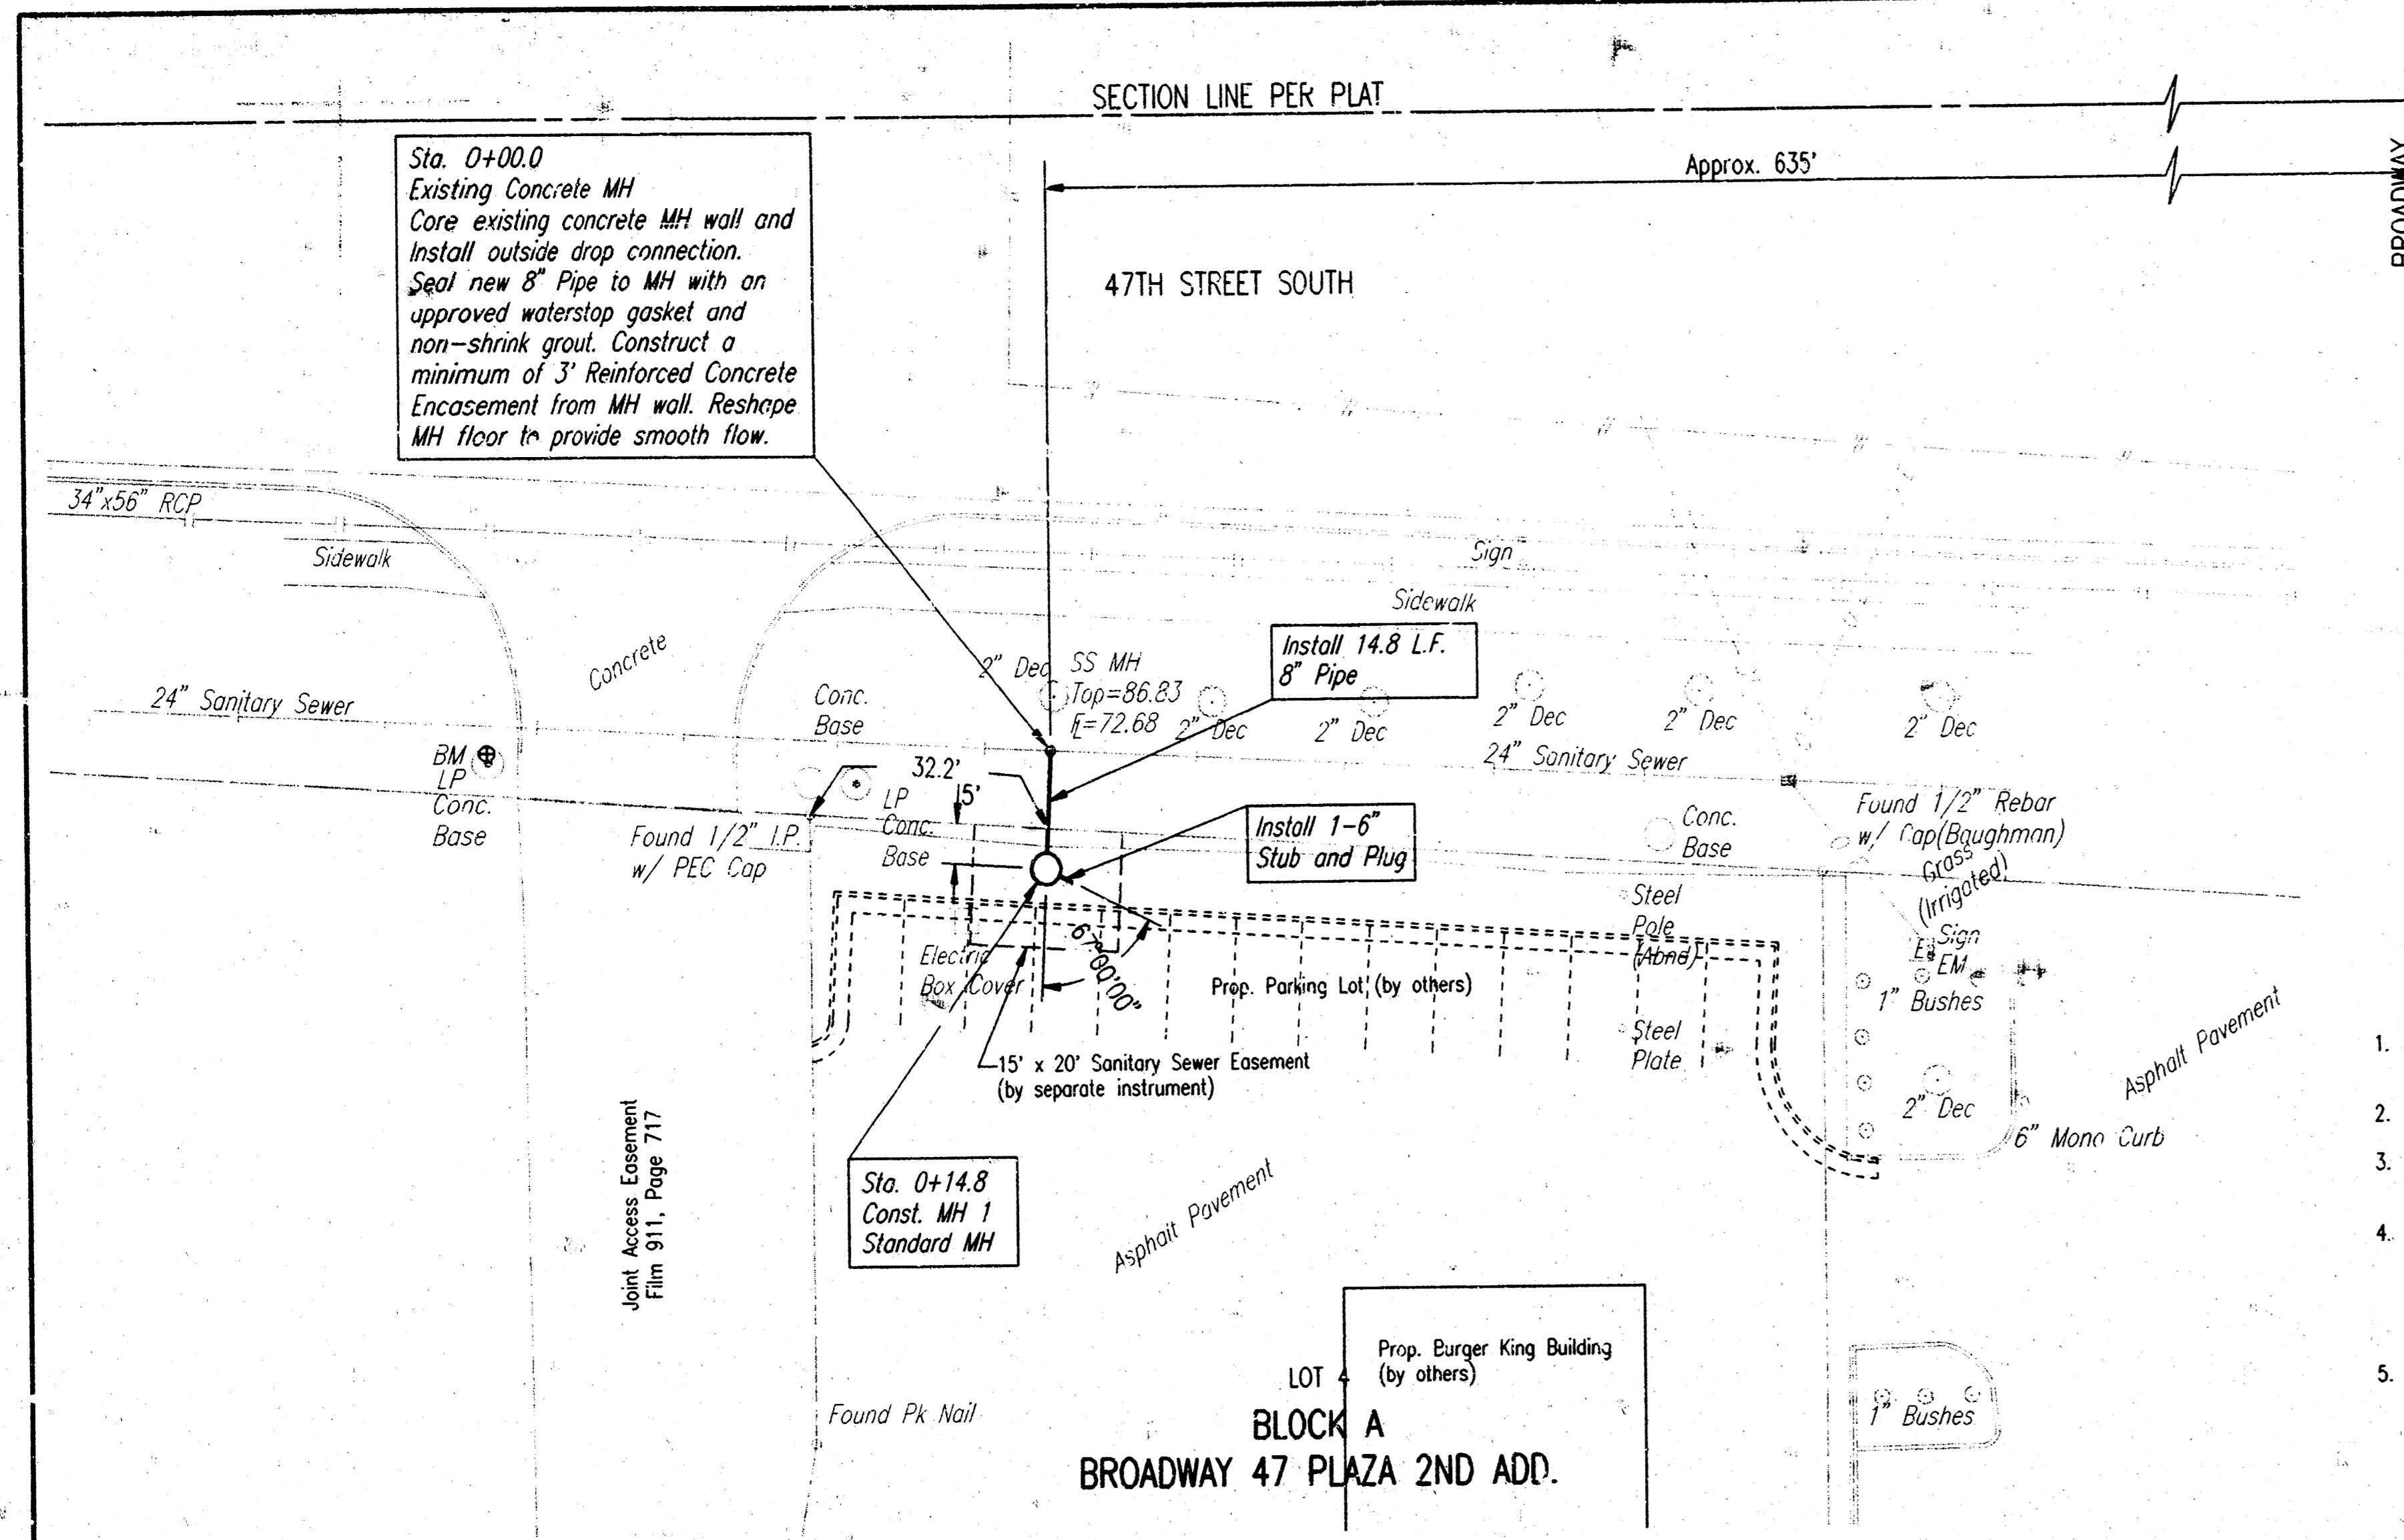 SECTION LINE PER PLAT
Approx. 635'
BROADWAY
Sta. 0+00.0
Existing Concrete MH
Core existing concrete MH wall and
Install outside drop connection.
Seal new 8" Pipe to MH with an
approved waterstop gasket and
non-shrink grout. Construct a
minimum of 3' Reinforced Concrete
Encasement from MH wall. Reshape
MH floor to provide smooth flow.
47TH STREET SOUTH
34"x56" RCP
Sidewalk
Sign
Sidewalk
Concrete
Install 14.8 L.F.
8" Pipe
2" Dec
SS MH
Top=86.83
FL=72.68
24" Sanitary Sewer
Conc.
Base
2" Dec
2" Dec
2" Dec
2" Dec
2" Dec
24" Sanitary Sewer
BM
LP
Conc.
Base
32.2'
15'
LP
Conc.
Base
Found 1/2" I.P.
w/ PEC Cap
Install 1-6"
Stub and Plug
Conc.
Base
Found 1/2" Rebar
w/ Cap(Baughman)
Grass
(Irrigated)
Steel
Pole
(Abnd)
Sign
EM
1" Bushes
Electric
Box Cover
67°00'00"
Prop. Parking Lot (by others)
Steel
Plate
15' x 20' Sanitary Sewer Easement
(by separate instrument)
Asphalt Pavement
2" Dec
6" Mono Curb
1.
2.
3.
4.
5.
Joint Access Easement
Film 911, Page 717
Sta. 0+14.8
Const. MH 1
Standard MH
Asphalt Pavement
Prop. Burger King Building
(by others)
LOT 4
BLOCK A
BROADWAY 47 PLAZA 2ND ADD.
Found Pk Nail
1" Bushes